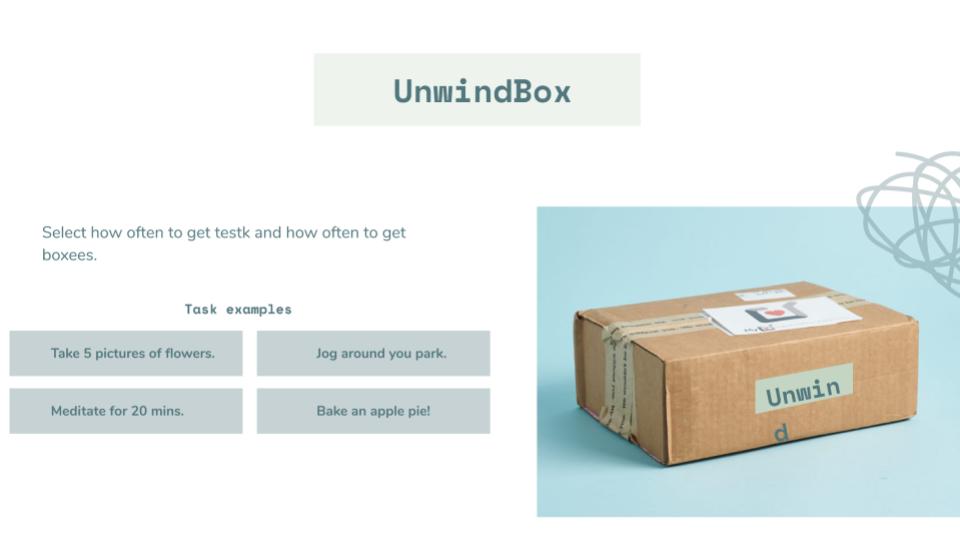 UnwindBox
Select how often to get testk and how often to get
boxees.
Task examples
Take 5 pictures of flowers.
Jog around you park.
Meditate for 20 mins.
Bake an apple pie!
Unwin
d